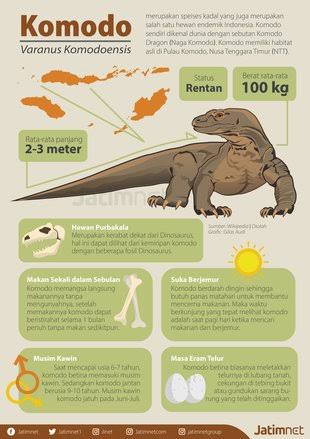 Komodo
Varanus Komodoensis
merupakan speises kadal yang juga merupakan
salah satu hewan endemik Indonesia. Komodo
sendiri dikenal dunia dengan sebutan Komodo
Dragon (Naga Komodo). Komodo memiliki habitat
asli di Pulau Komodo, Nusa Tenggara Timur (NTT).
Status
Rentan
Berat rata-rata
100 kg
Rata-rata panjang
2-3 meter
Jatimnet
Sumber: Wikipedia|Diolah
Grafis: Gilas Audi
Hewan Purbakala
Merupakan kerabat dekat dari Dinosaurus,
hal ini dapat dilihat dari kemiripan komodo
dengan beberapa fosil Dinosaurus.
Makan Sekali dalam Sebulan
Komodo memangsa langsung
makanannya tanpa
mengunyahnya, setelah
memangsa komodo dapat
beristirahat selama 1 bulan
penuh tanpa makan sedikitpun.
Suka Berjemur
Komodo berdarah dingin sehingga
butuh panas matahari untuk membantu
mencerna makanan. Maka waktu
berkunjung yang tepat melihat komodo
adalah saat pagi hari ketika mencari
makanan dan berjemur.
Musim Kawin
Saat mencapai usia 6-7 tahun,
komodo betina memasuki musim
kawin. Sedangkan komodo jantan
berusia 9-10 tahun. Masa kawin
komodo jatuh pada Juni-Juli.
Masa Eram Telur
Komodo betina biasanya meletakkan
telurnya di lubang tanah,
cekungan di tebing bukit
atau gundukan sarang bu-
rung yang telah ditinggalkan.
Jatimnet
Jatimnet1
Jinet
Jatimnetcom
jatimnetgroup
Jatimnet